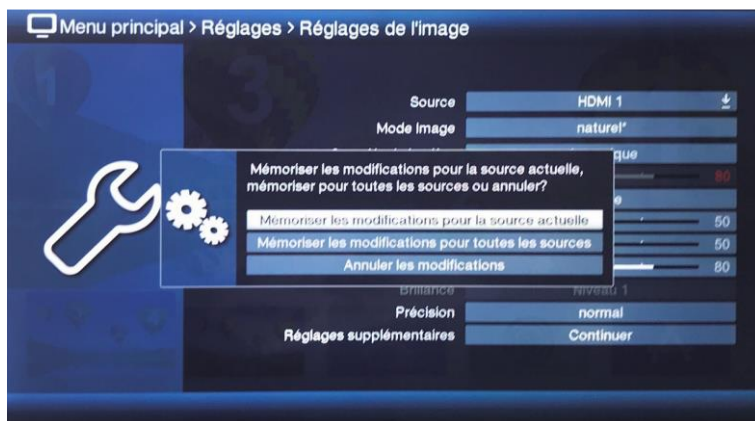 Menu principal > Réglages > Réglages de l'image
Source HDMI 1
Mode Image naturel*
que
80
Mémoriser les modifications pour la source actuelle,
mémoriser pour toutes les sources ou annuler?
Mémoriser les modifications pour la source actuelle
50
Mémoriser les modifications pour toutes les sources
50
Annuler les modifications
80
Brillance Niveau 1
Précision normal
Réglages supplémentaires Continuer